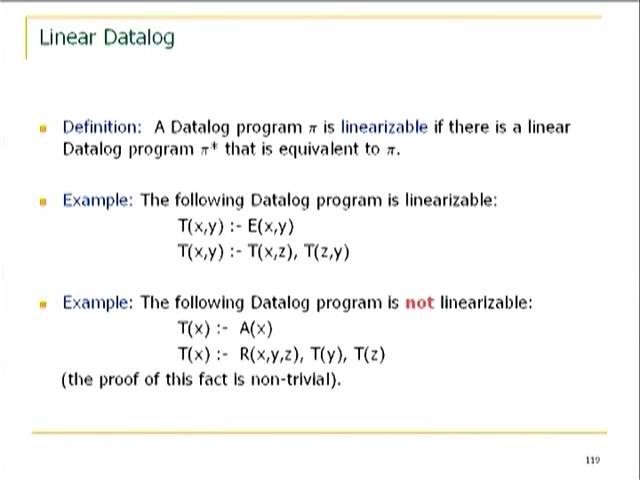 Linear Datalog
Definition: A Datalog program π is linearizable if there is a linear
Datalog program π* that is equivalent to π.
Example: The following Datalog program is linearizable:
T(x,y) :- E(x,y)
T(x,y) :- T(x,z), T(z,y)
Example: The following Datalog program is not linearizable:
T(x) :- A(x)
T(x) :- R(x,y,z), T(y), T(z)
(the proof of this fact is non-trivial).
119